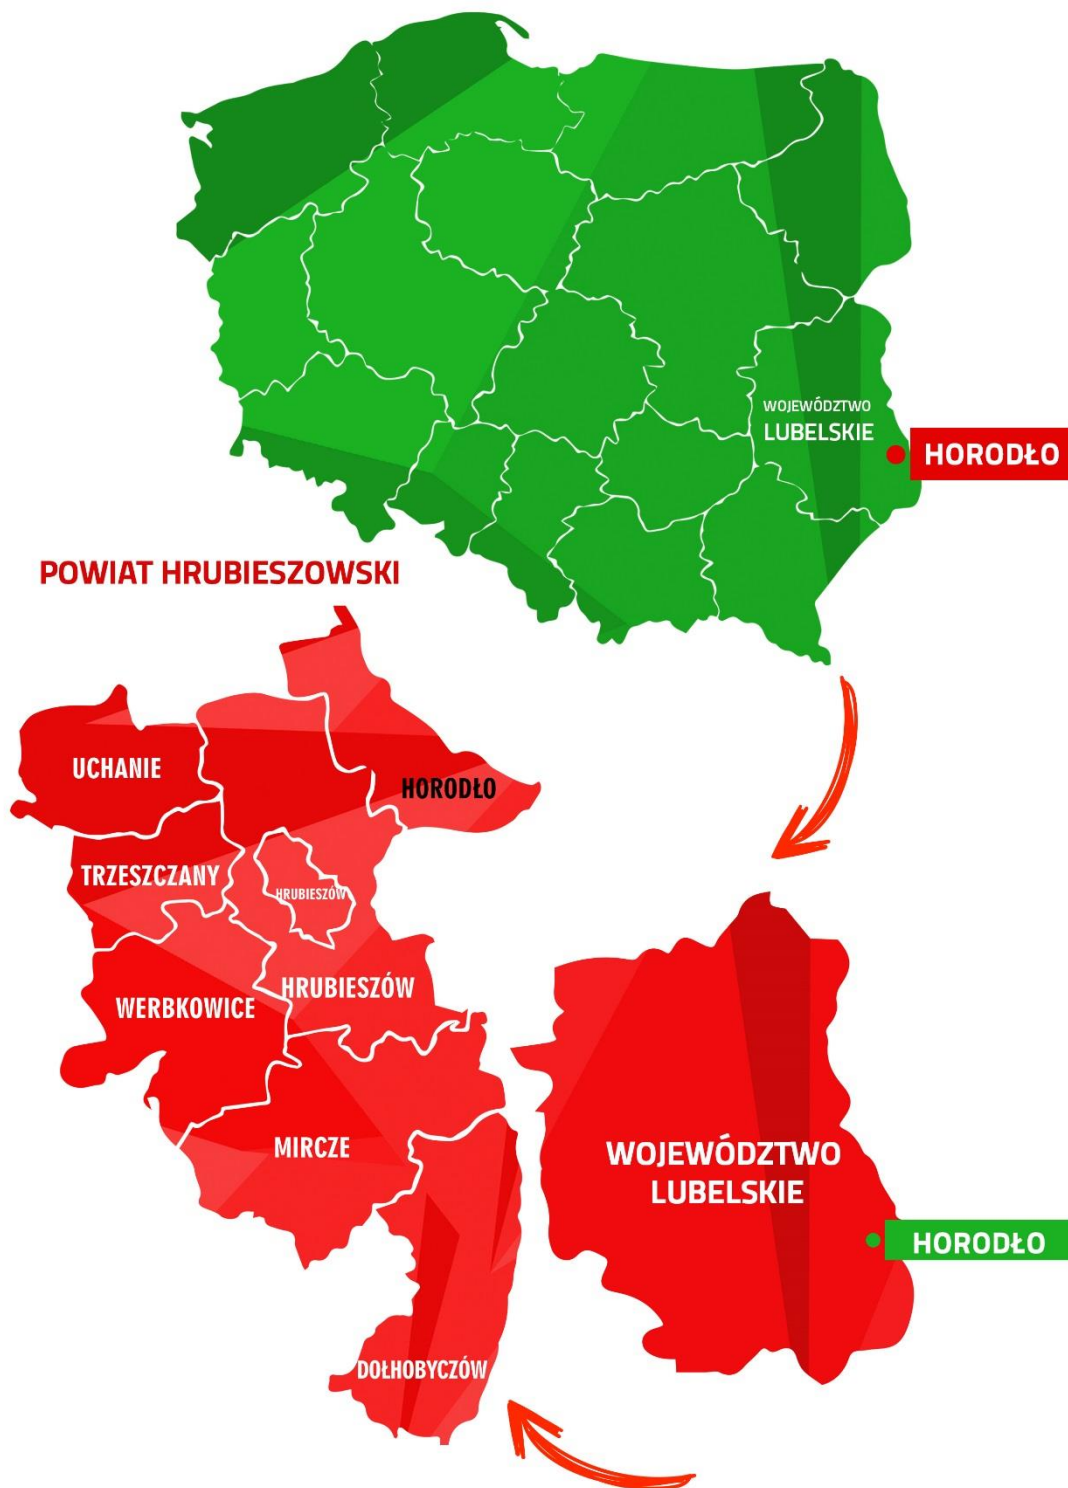 WOJEWÓDZTWO
LUBELSKIE
HORODŁO
POWIAT HRUBIESZOWSKI
UCHANIE
HORODŁO
TRZESZCZANY
HRUBIESZÓW
HRUBIESZÓW
WERBKOWICE
MIRCZE
DOŁHOBYCZÓW
WOJEWÓDZTWO
LUBELSKIE
HORODŁO